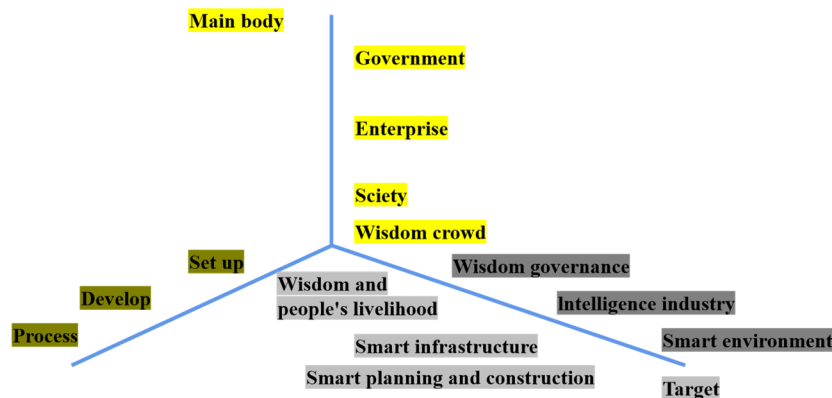 Main body
Government
Enterprise
Sciety
Wisdom crowd
Set up
Develop
Process
Wisdom governance
Intelligence industry
Smart environment
Wisdom and
people's livelihood
Smart infrastructure
Smart planning and construction
Target